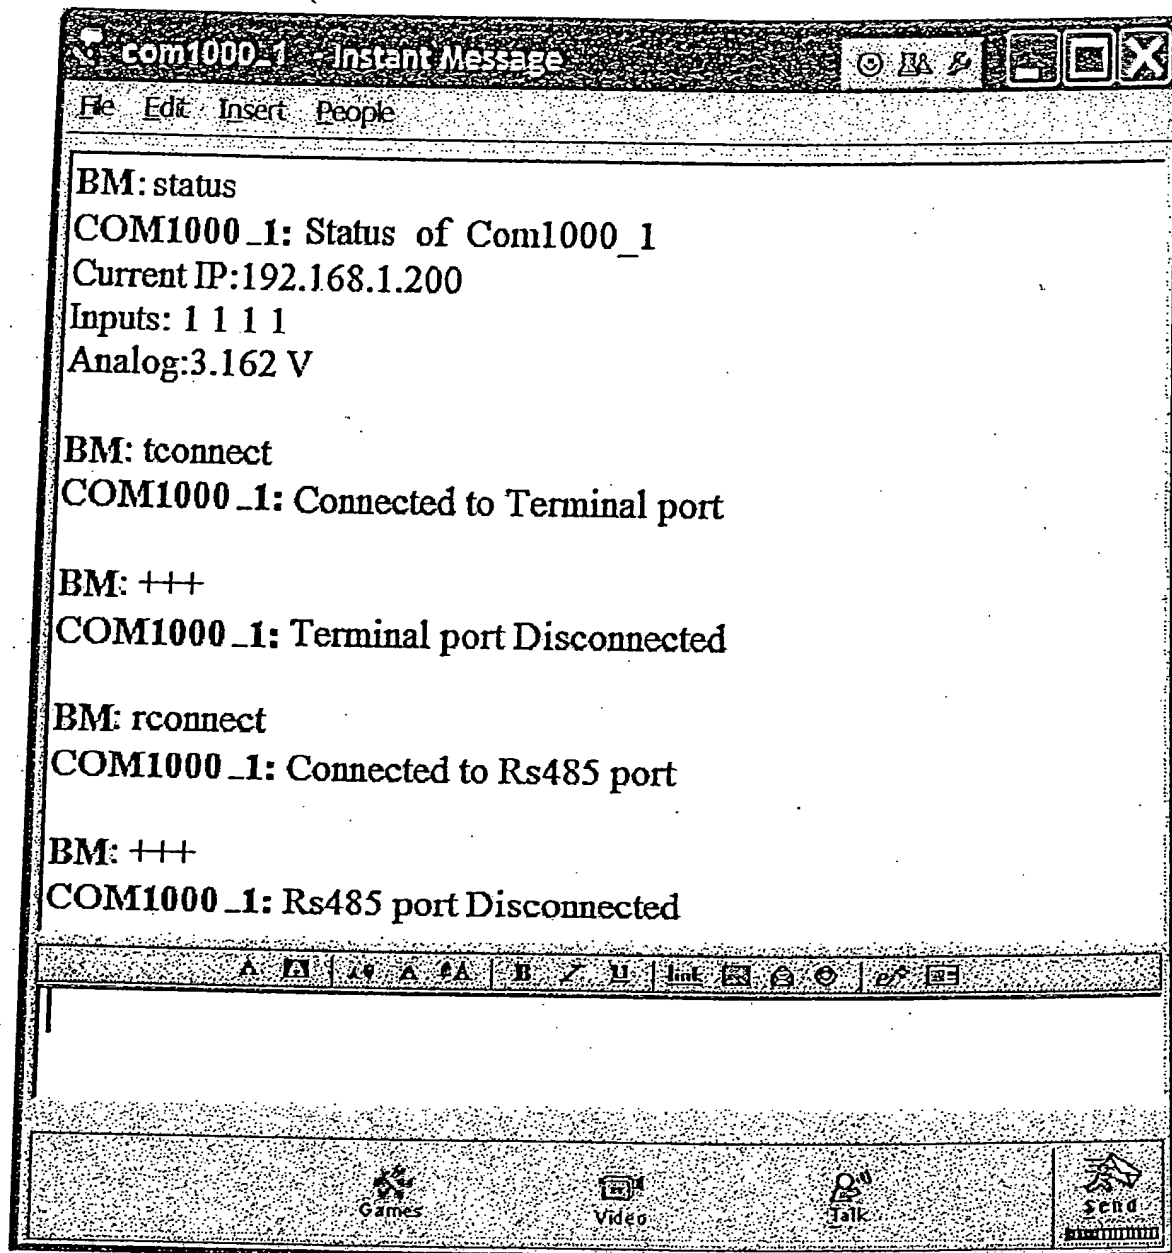 com1000_1 - Instant Message
File Edit Insert People
BM: status
COM1000_1: Status of Com1000_1
Current IP:192.168.1.200
Inputs: 1 1 1 1
Analog:3.162 V
BM: tconnect
COM1000_1: Connected to Terminal port
BM: +++
COM1000_1: Terminal port Disconnected
BM: rconnect
COM1000_1: Connected to Rs485 port
BM: +++
COM1000_1: Rs485 port Disconnected
B I U link
Games Video Talk Send